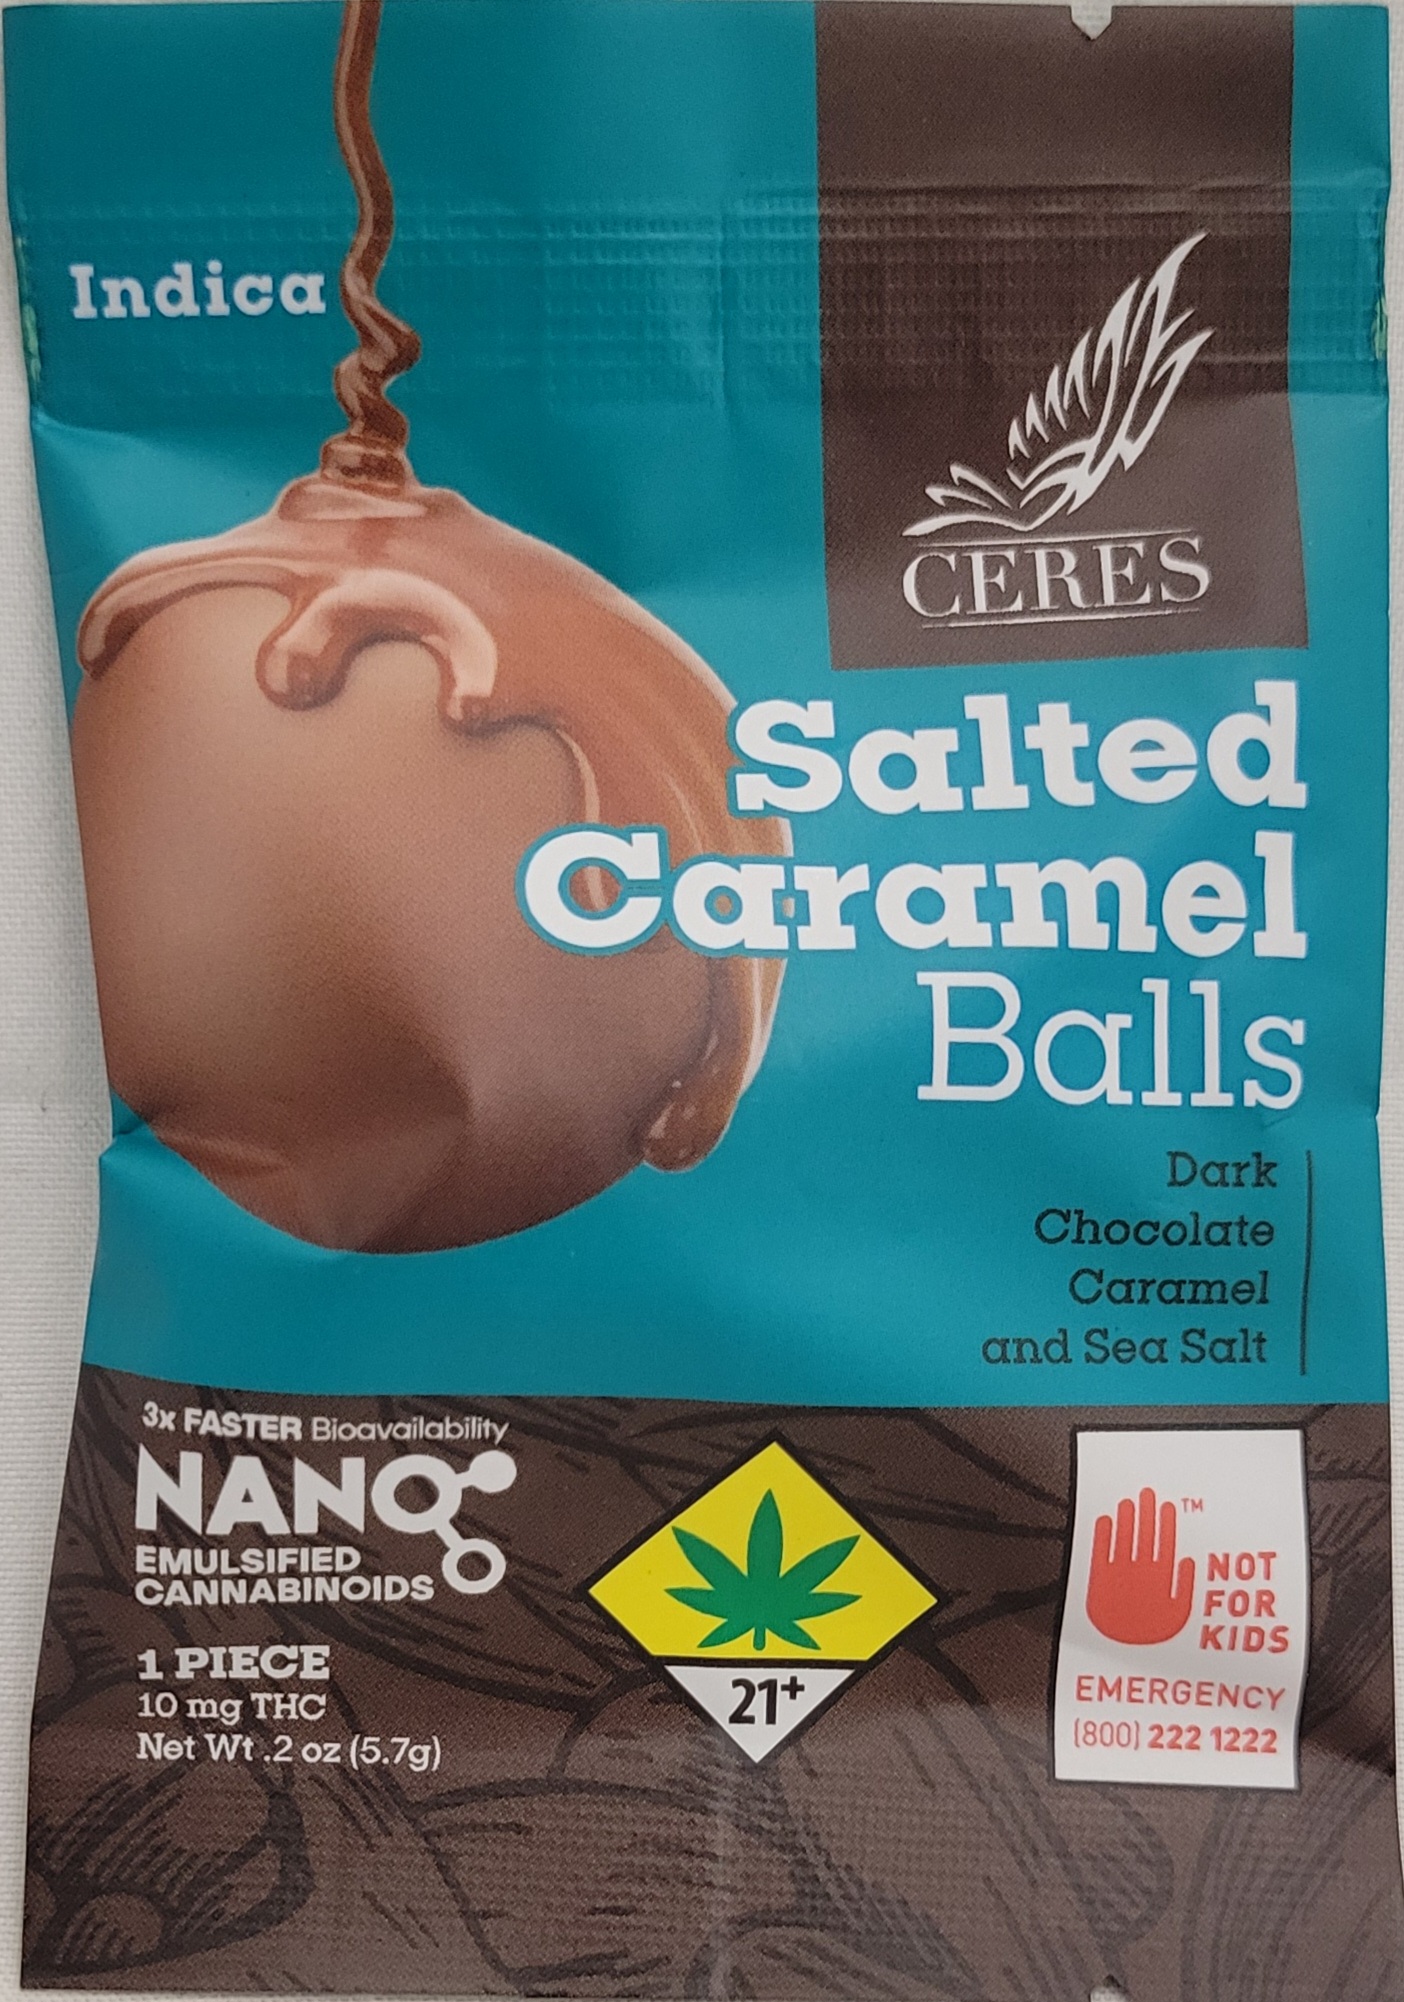 Indica
CERES
Salted
Caramel
Balls
Dark
Chocolate
Caramel
and Sea Salt
3x FASTER Bioavailability
NANO
EMULSIFIED
CANNABINOIDS
1 PIECE
10 mg THC
Net Wt .2 oz (5.7g)
21+
TM
NOT
FOR
KIDS
EMERGENCY
(800) 222 1222